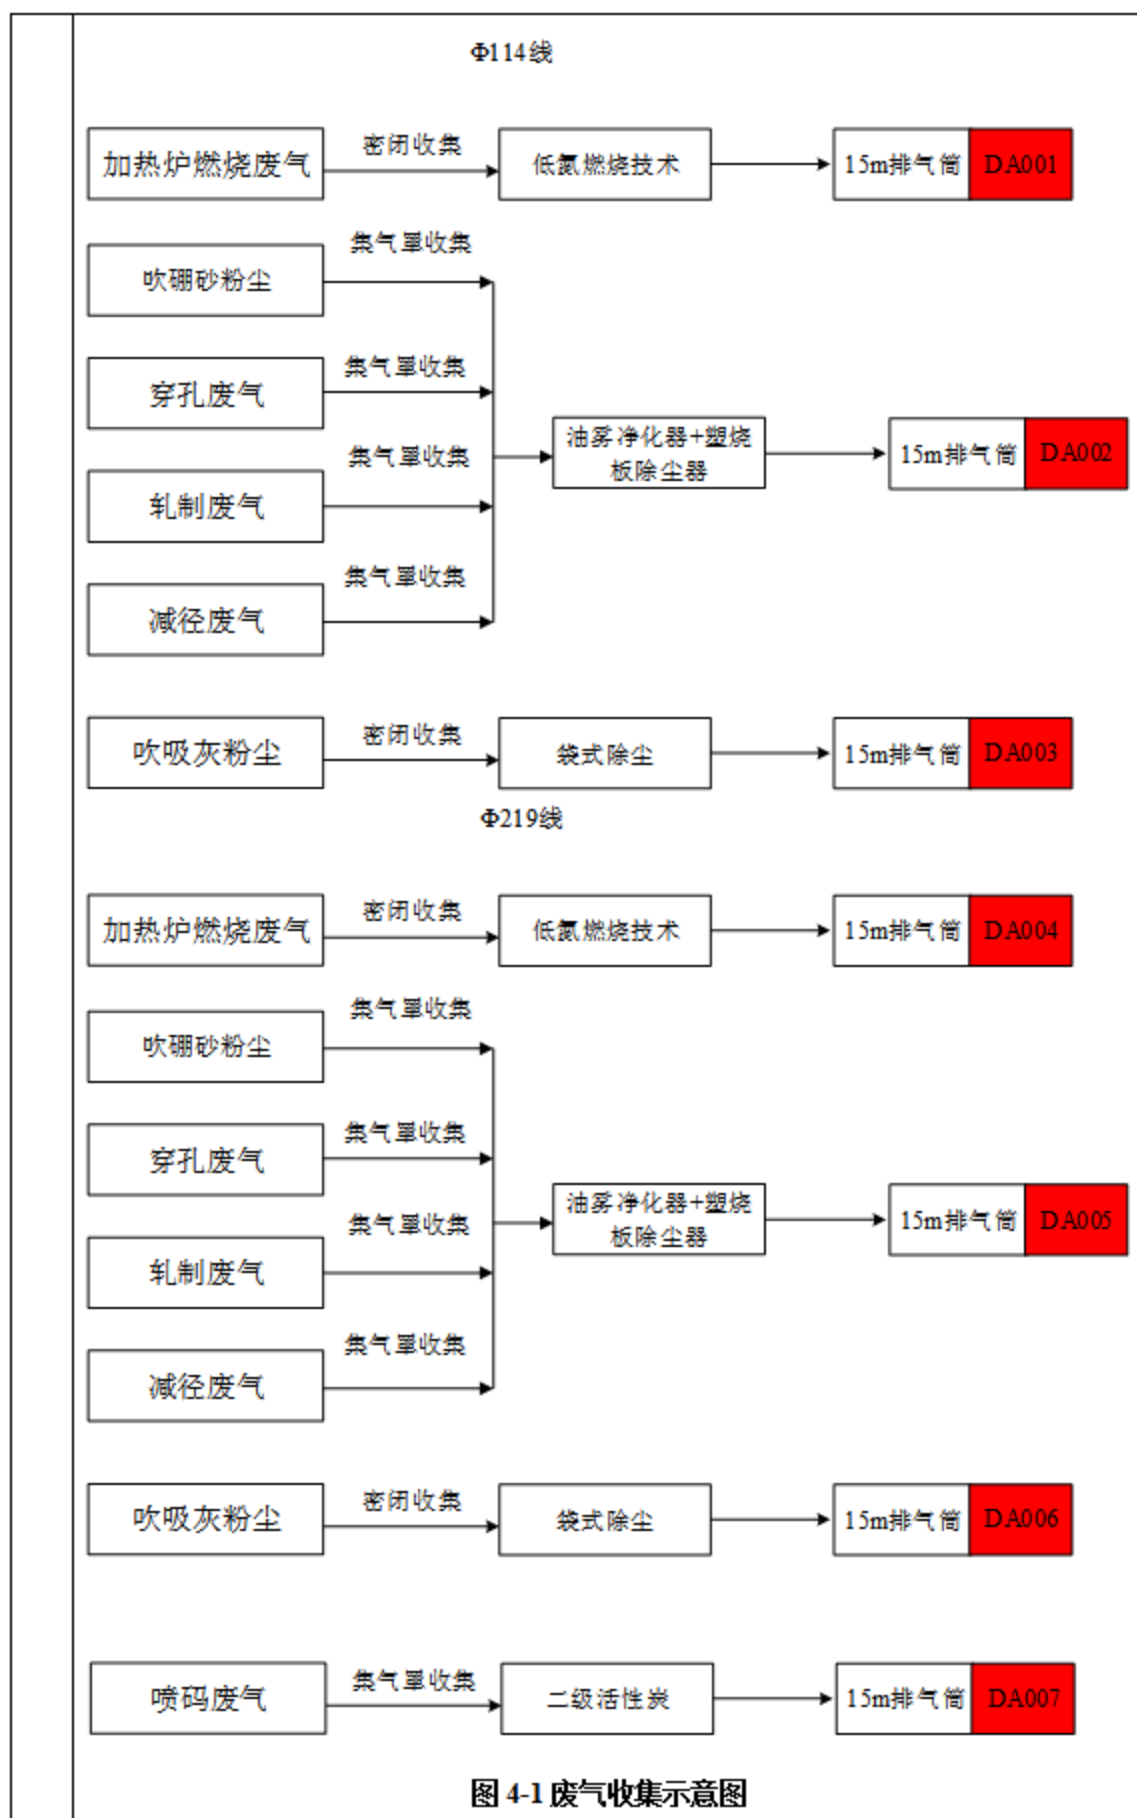 Φ114线
加热炉燃烧废气 密闭收集 低氮燃烧技术 15m排气筒 DA001
集气罩收集
吹硼砂粉尘
集气罩收集
穿孔废气
油雾净化器+塑烧
板除尘器
15m排气筒 DA002
集气罩收集
轧制废气
集气罩收集
减径废气
吹吸灰粉尘 密闭收集 袋式除尘 15m排气筒 DA003
Φ219线
加热炉燃烧废气 密闭收集 低氮燃烧技术 15m排气筒 DA004
集气罩收集
吹硼砂粉尘
集气罩收集
穿孔废气
油雾净化器+塑烧
板除尘器
15m排气筒 DA005
集气罩收集
轧制废气
集气罩收集
减径废气
吹吸灰粉尘 密闭收集 袋式除尘 15m排气筒 DA006
喷码废气 集气罩收集 二级活性炭 15m排气筒 DA007
图 4-1 废气收集示意图